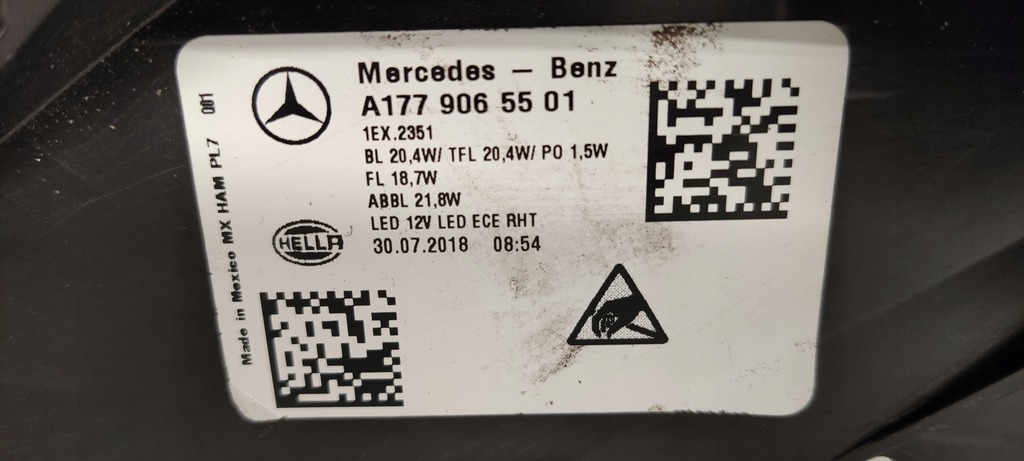 Mercedes – Benz
A177 906 55 01
1EX.2351
BL 20,4W/ TFL 20,4W/ PO 1,5W
FL 18,7W
ABBL 21,8W
LED 12V LED ECE RHT
30.07.2018 08:54
HELLA
Made in Mexico MX HAM PL7 001